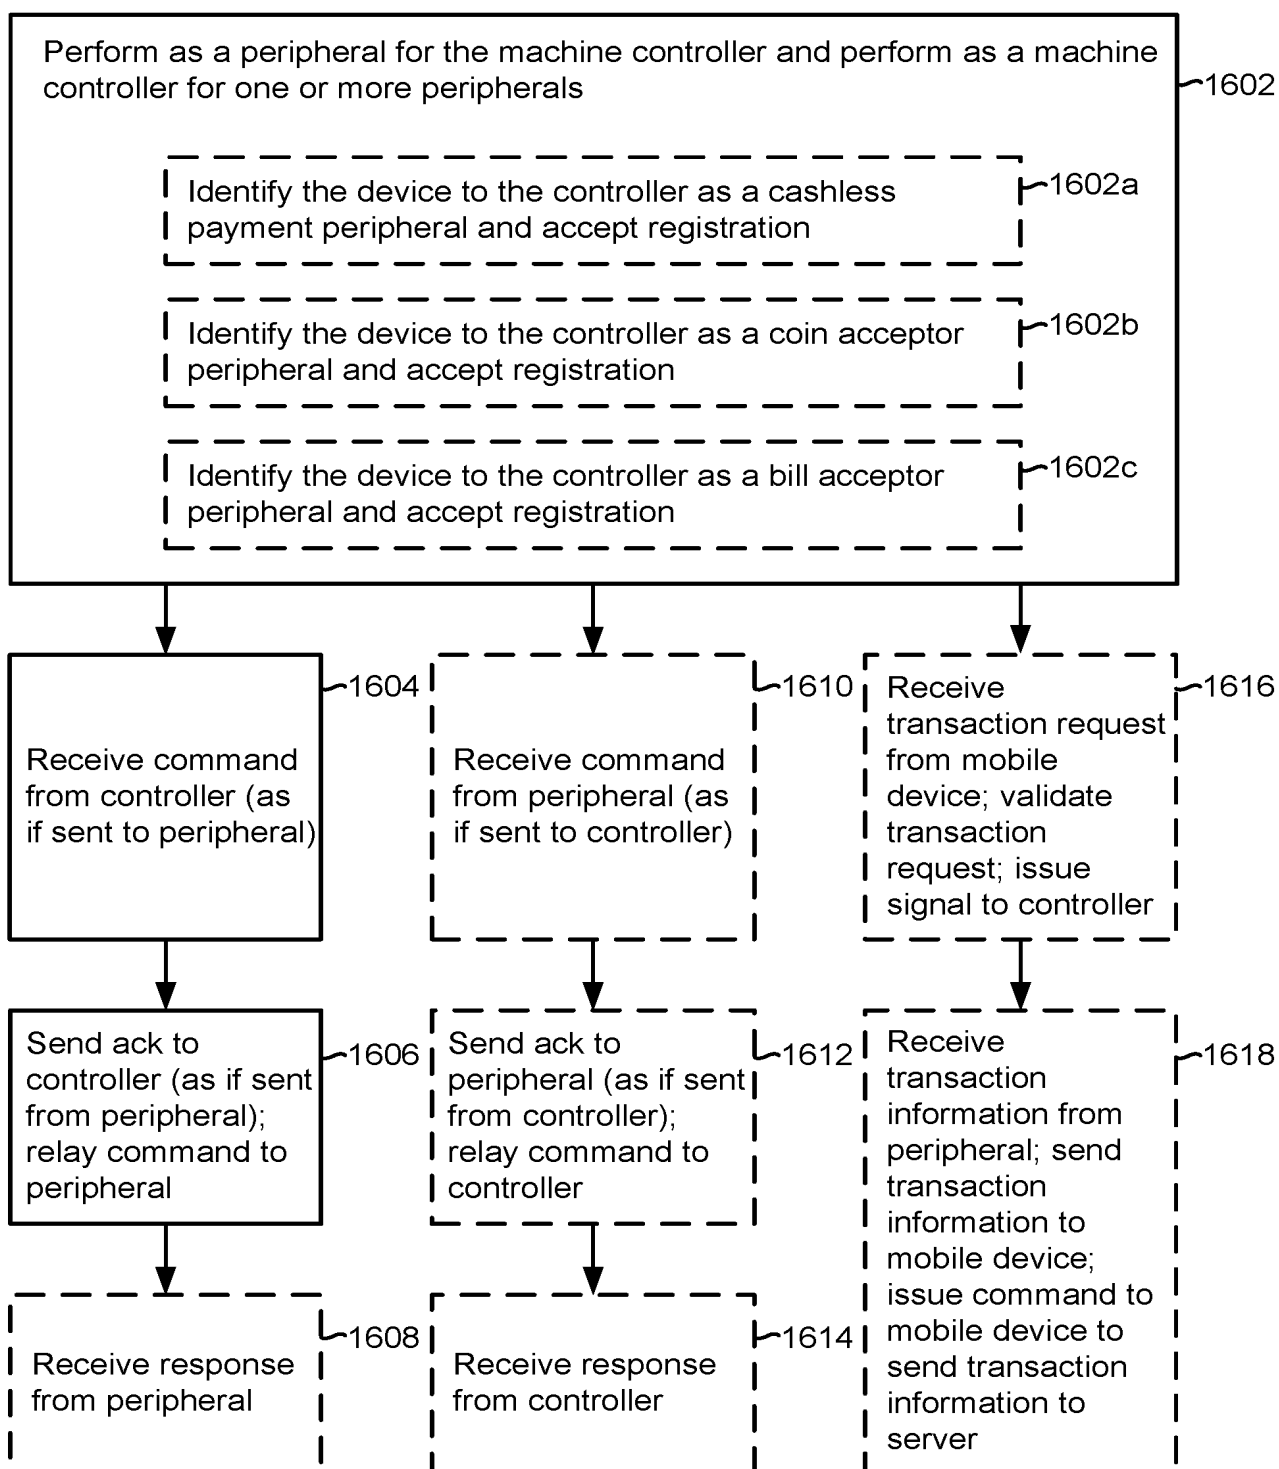 Perform as a peripheral for the machine controller and perform as a machine
controller for one or more peripherals
1602
Identify the device to the controller as a cashless
payment peripheral and accept registration
1602a
Identify the device to the controller as a coin acceptor
peripheral and accept registration
1602b
Identify the device to the controller as a bill acceptor
peripheral and accept registration
1602c
Receive command
from controller (as
if sent to peripheral)
1604
Send ack to
controller (as if sent
from peripheral);
relay command to
peripheral
1606
Receive response
from peripheral
1608
Receive command
from peripheral (as
if sent to controller)
1610
Send ack to
peripheral (as if sent
from controller);
relay command to
controller
1612
Receive response
from controller
1614
Receive
transaction request
from mobile
device; validate
transaction
request; issue
signal to controller
1616
Receive
transaction
information from
peripheral; send
transaction
information to
mobile device;
issue command to
mobile device to
send transaction
information to
server
1618